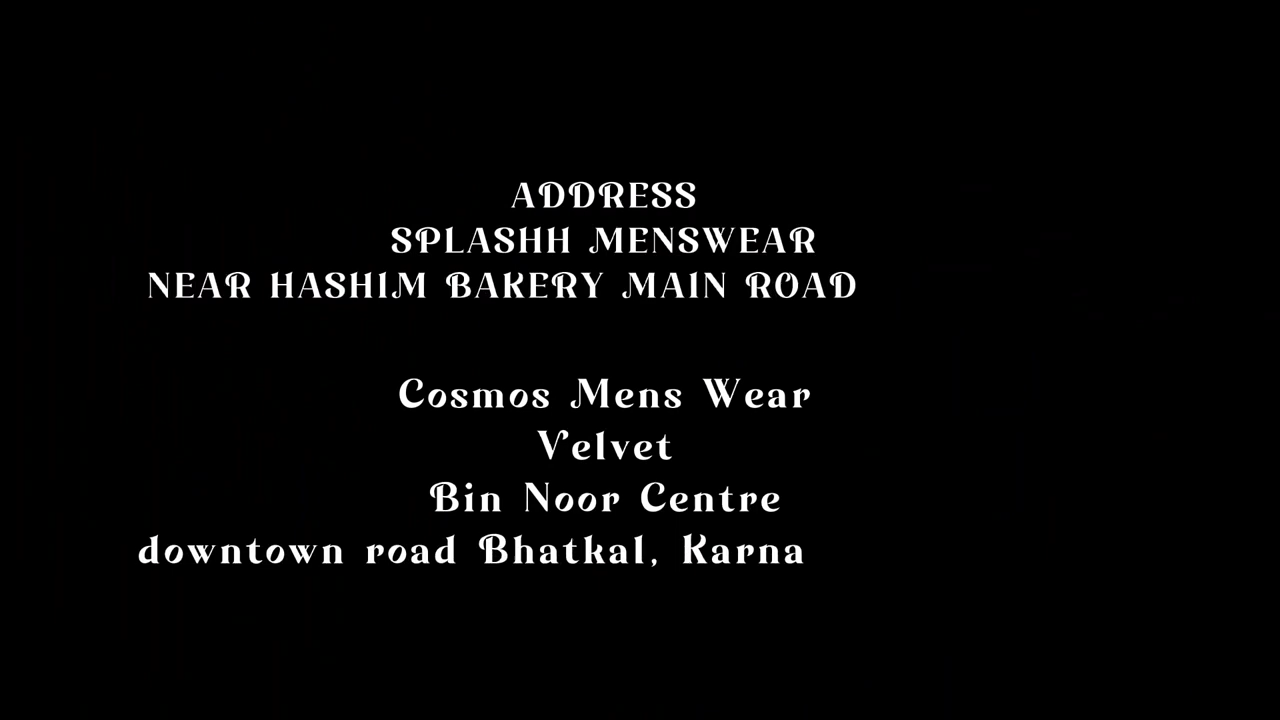 ADDRESS
SPLASHH MENSWEAR
NEAR HASHIM BAKERY MAIN ROAD
Cosmos Mens Wear
Velvet
Bin Noor Centre
downtown road Bhatkal, Karna